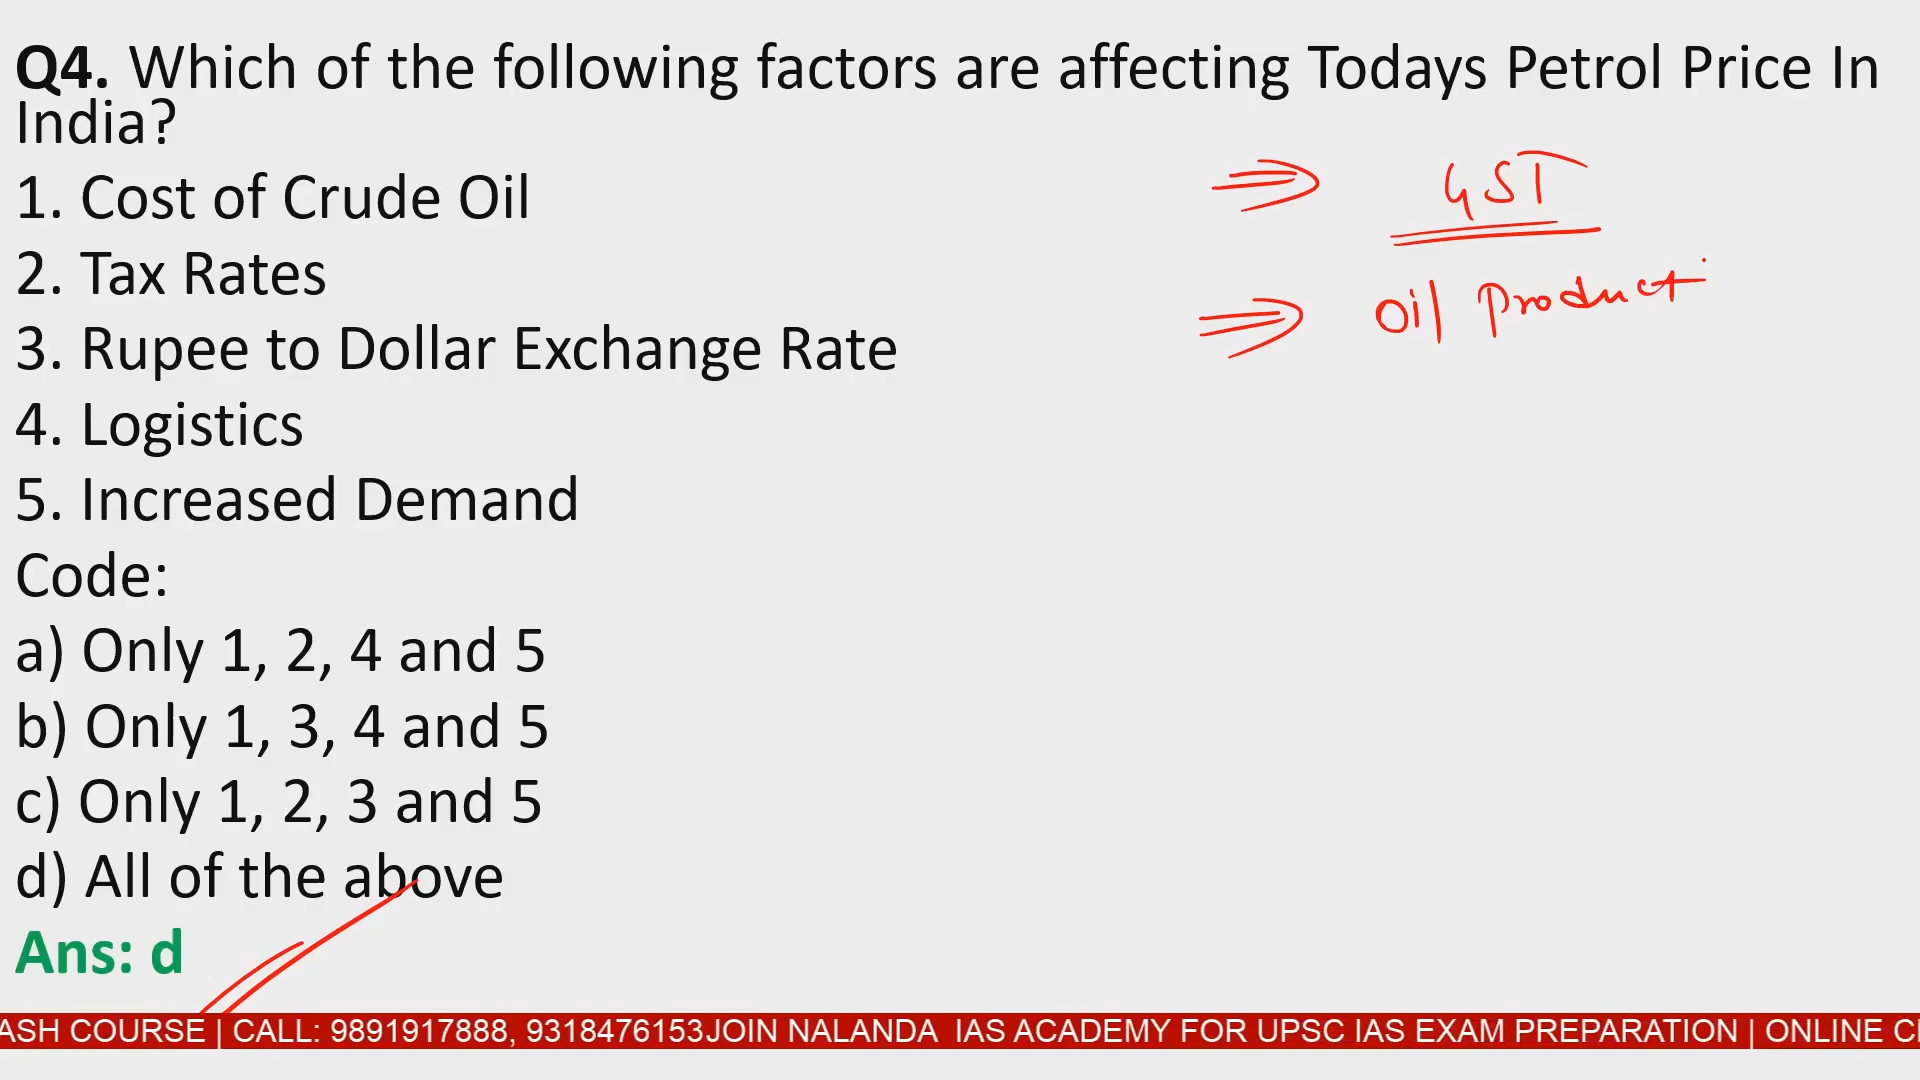 Q4. Which of the following factors are affecting Todays Petrol Price In
India?
1. Cost of Crude Oil
GST
2. Tax Rates
Oil Product
3. Rupee to Dollar Exchange Rate
4. Logistics
5. Increased Demand
Code:
a) Only 1, 2, 4 and 5
b) Only 1, 3, 4 and 5
c) Only 1, 2, 3 and 5
d) All of the above
Ans: d
ASH COURSE | CALL: 9891917888, 9318476153JOIN NALANDA IAS ACADEMY FOR UPSC IAS EXAM PREPARATION | ONLINE